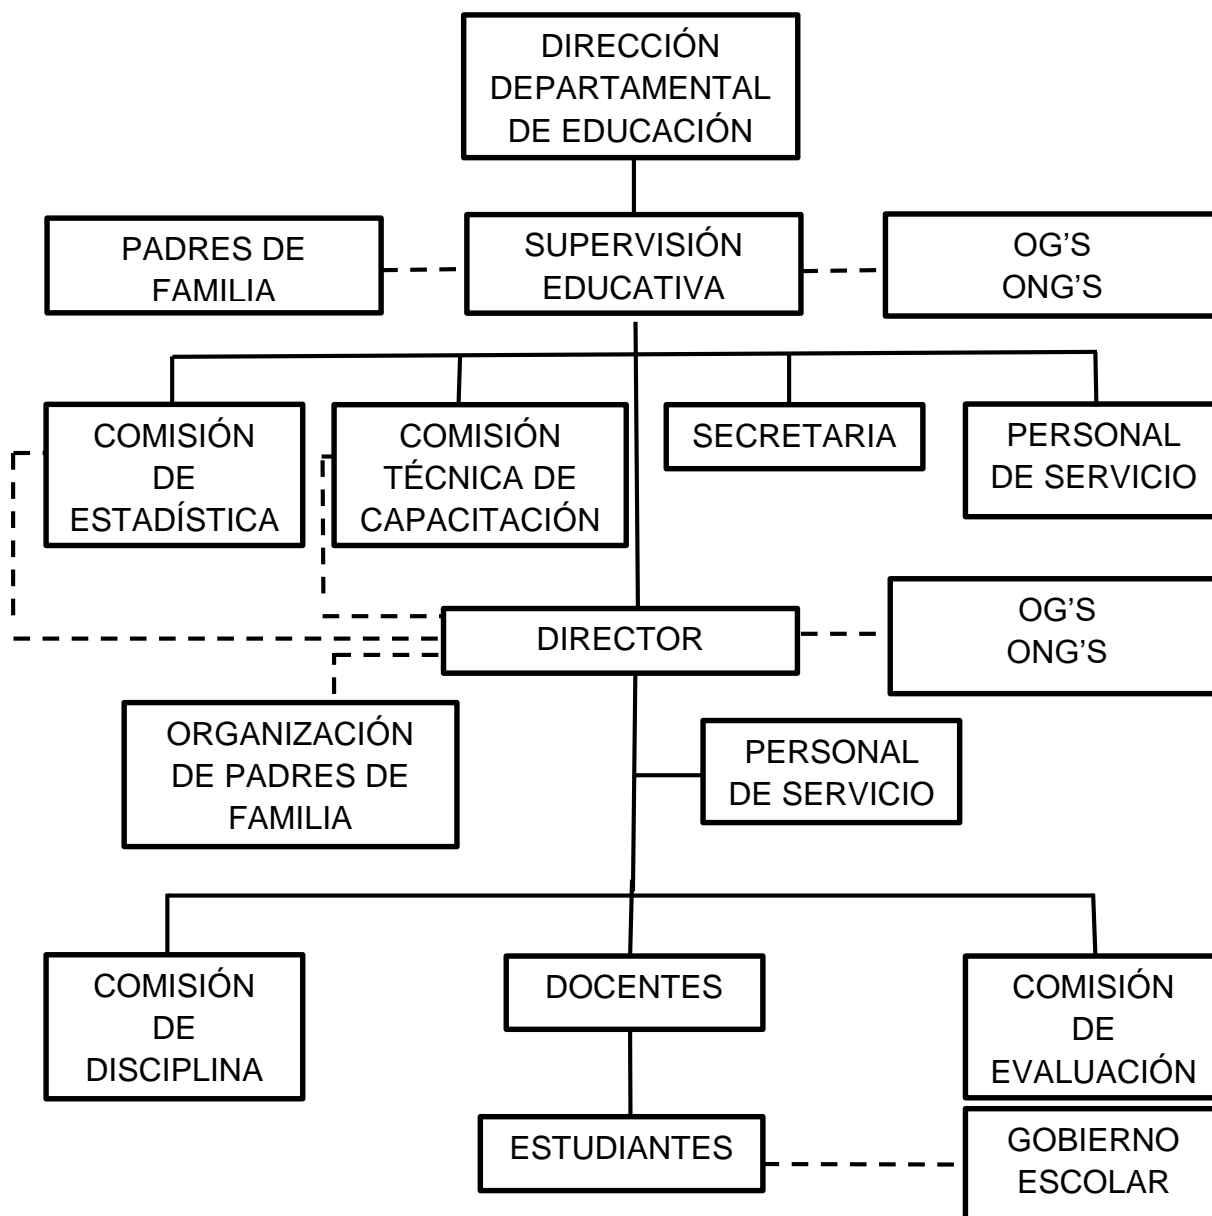 DIRECCIÓN
DEPARTAMENTAL
DE EDUCACIÓN
PADRES DE
FAMILIA
SUPERVISIÓN
EDUCATIVA
OG'S
ONG'S
COMISIÓN
DE
ESTADÍSTICA
COMISIÓN
TÉCNICA DE
CAPACITACIÓN
SECRETARIA
PERSONAL
DE SERVICIO
DIRECTOR
OG'S
ONG'S
ORGANIZACIÓN
DE PADRES DE
FAMILIA
PERSONAL
DE SERVICIO
COMISIÓN
DE
DISCIPLINA
DOCENTES
COMISIÓN
DE
EVALUACIÓN
ESTUDIANTES
GOBIERNO
ESCOLAR